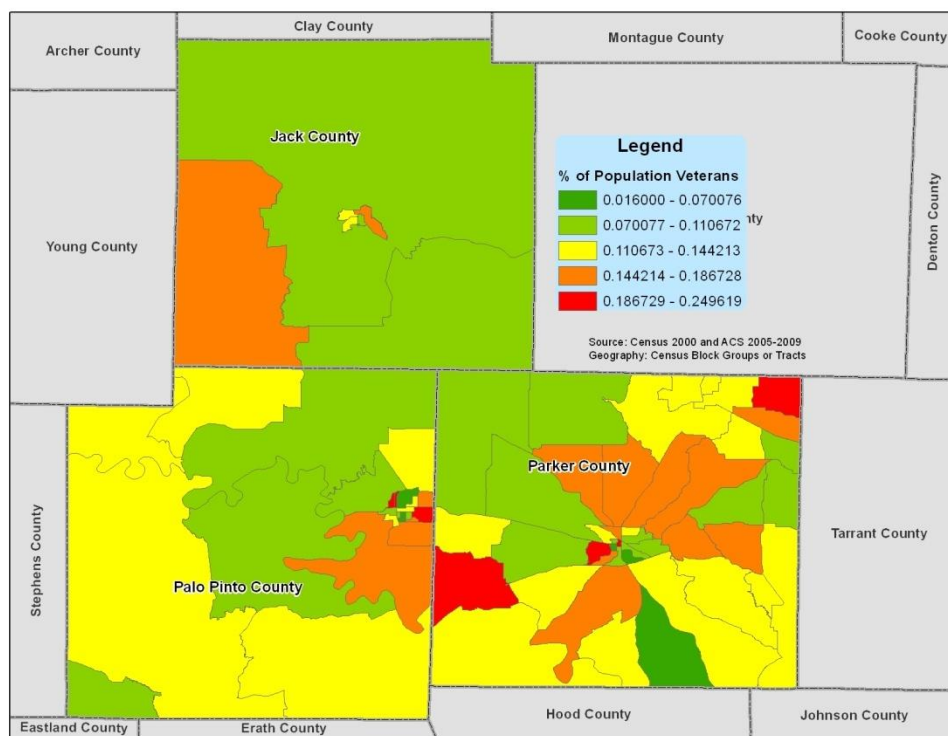 Clay County
Montague County
Cooke County
Archer County
Jack County
Legend
% of Population Veterans
0.016000 - 0.070076
0.070077 - 0.110672
0.110673 - 0.144213
0.144214 - 0.186728
0.186729 - 0.249619
ty
Young County
Denton County
Source: Census 2000 and ACS 2005-2009
Geography: Census Block Groups or Tracts
Parker County
Tarrant County
Stephens County
Palo Pinto County
Hood County
Johnson County
Eastland County
Erath County